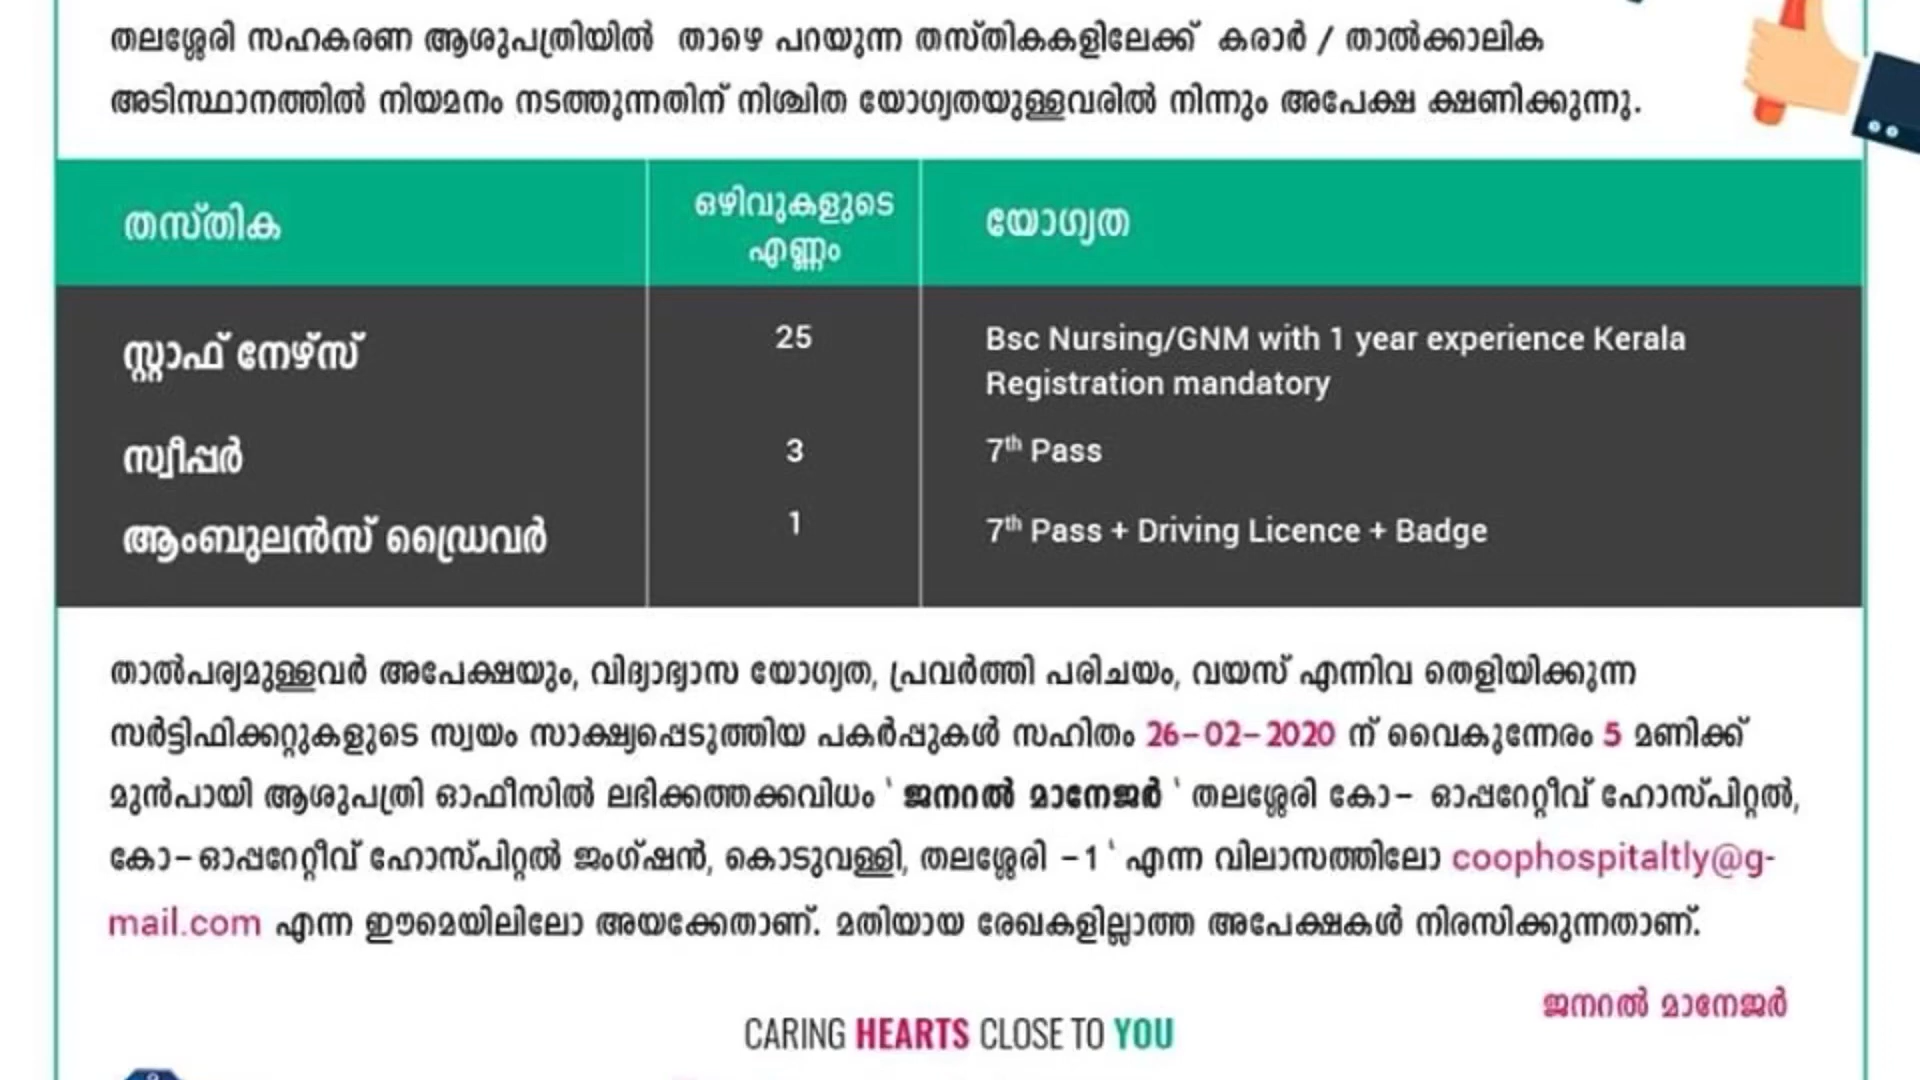 തലശ്ശേരി സഹകരണ ആശുപത്രിയിൽ താഴെ പറയുന്ന തസ്തികകളിലേക്ക് കരാർ / താൽക്കാലിക
അടിസ്ഥാനത്തിൽ നിയമനം നടത്തുന്നതിന് നിശ്ചിത യോഗ്യതയുള്ളവരിൽ നിന്നും അപേക്ഷ ക്ഷണിക്കുന്നു.
തസ്തിക
ഒഴിവുകളുടെ
എണ്ണം
യോഗ്യത
സ്റ്റാഫ് നേഴ്സ്
25
Bsc Nursing/GNM with 1 year experience Kerala
Registration mandatory
സ്വീപ്പർ
3
7th Pass
ആംബുലൻസ് ഡ്രൈവർ
1
7th Pass + Driving Licence + Badge
താൽപര്യമുള്ളവർ അപേക്ഷയും, വിദ്യാഭ്യാസ യോഗ്യത, പ്രവർത്തി പരിചയം, വയസ് എന്നിവ തെളിയിക്കുന്ന
സർട്ടിഫിക്കറ്റുകളുടെ സ്വയം സാക്ഷ്യപ്പെടുത്തിയ പകർപ്പുകൾ സഹിതം 26-02-2020 ന് വൈകുന്നേരം 5 മണിക്ക്
മുൻപായി ആശുപത്രി ഓഫീസിൽ ലഭിക്കത്തക്കവിധം ' ജനറൽ മാനേജർ ' തലശ്ശേരി കോ- ഓപ്പറേറ്റീവ് ഹോസ്പിറ്റൽ,
കോ-ഓപ്പറേറ്റീവ് ഹോസ്പിറ്റൽ ജംഗ്ഷൻ, കൊടുവള്ളി, തലശ്ശേരി -1' എന്ന വിലാസത്തിലോ coophospitaltly@g-
mail.com എന്ന ഈമെയിലിലോ അയക്കേതാണ്. മതിയായ രേഖകളില്ലാത്ത അപേക്ഷകൾ നിരസിക്കുന്നതാണ്.
ജനറൽ മാനേജർ
CARING HEARTS CLOSE TO YOU